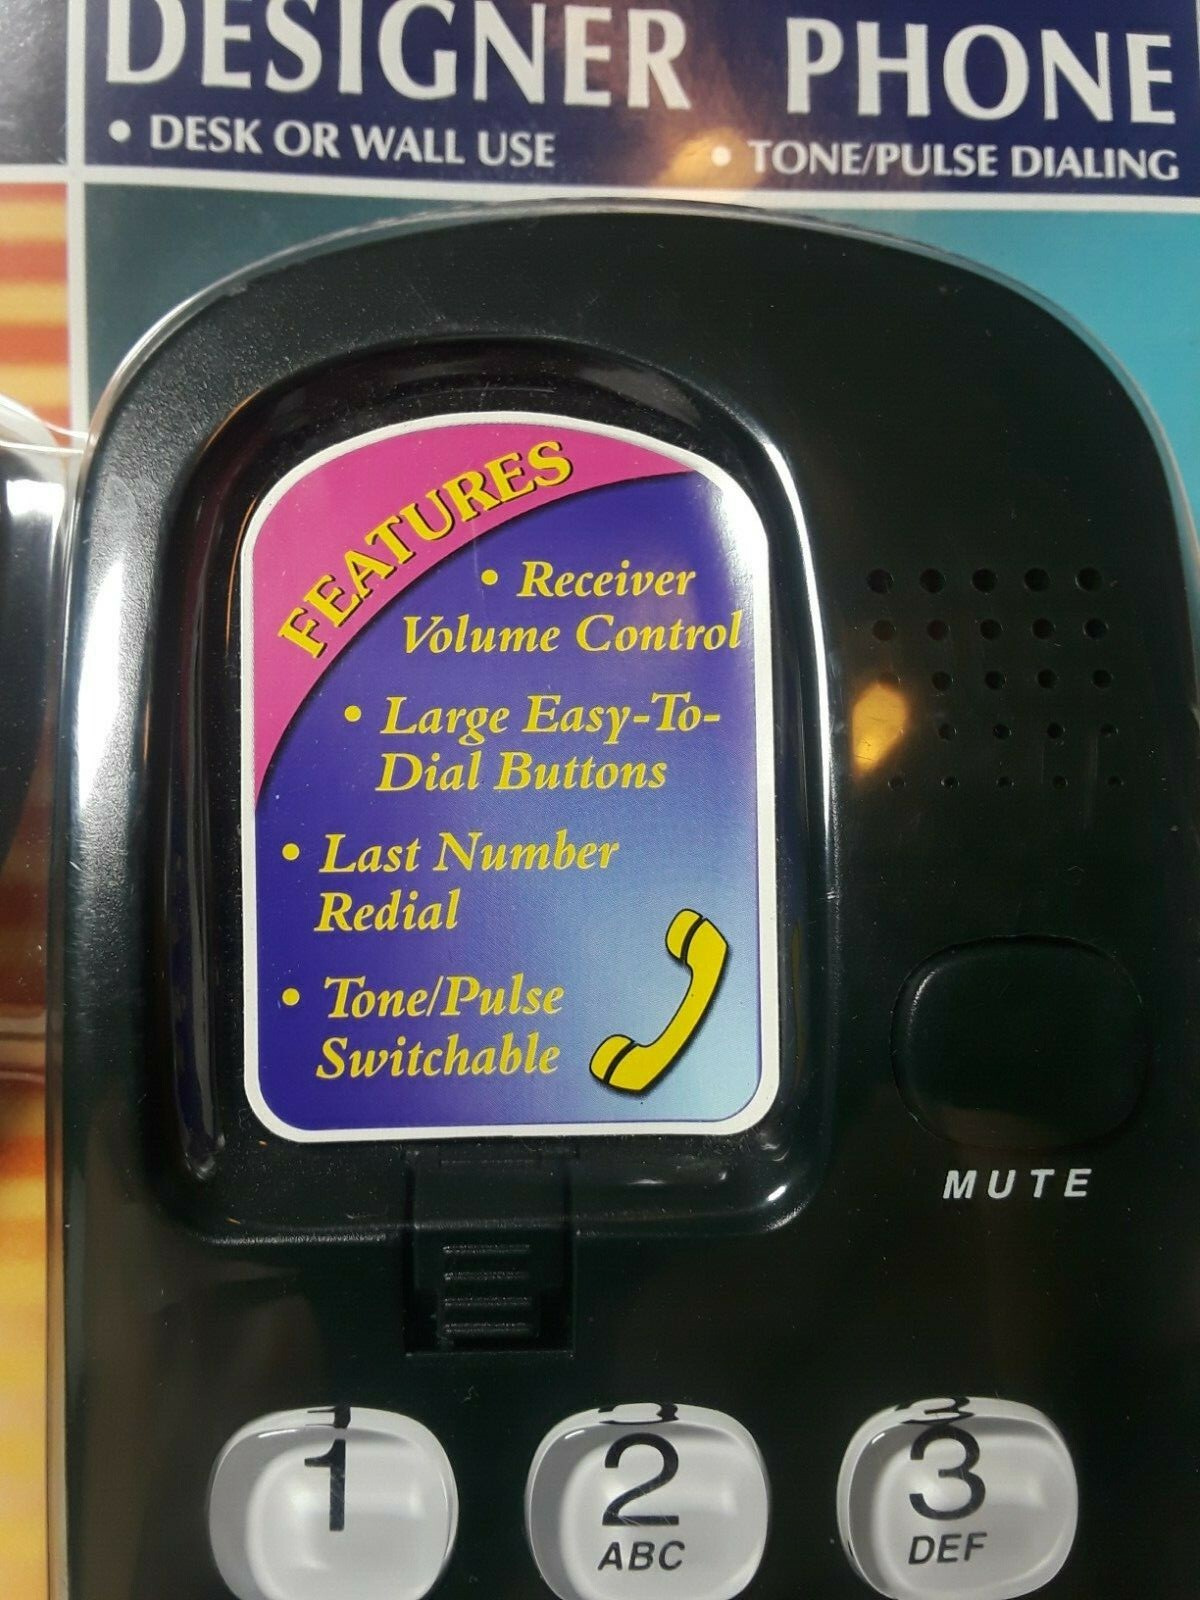 DESIGNER PHONE
• DESK OR WALL USE • TONE/PULSE DIALING
FEATURES
• Receiver
Volume Control
• Large Easy-To-
Dial Buttons
• Last Number
Redial
• Tone/Pulse
Switchable
MUTE
1 2 3
ABC DEF